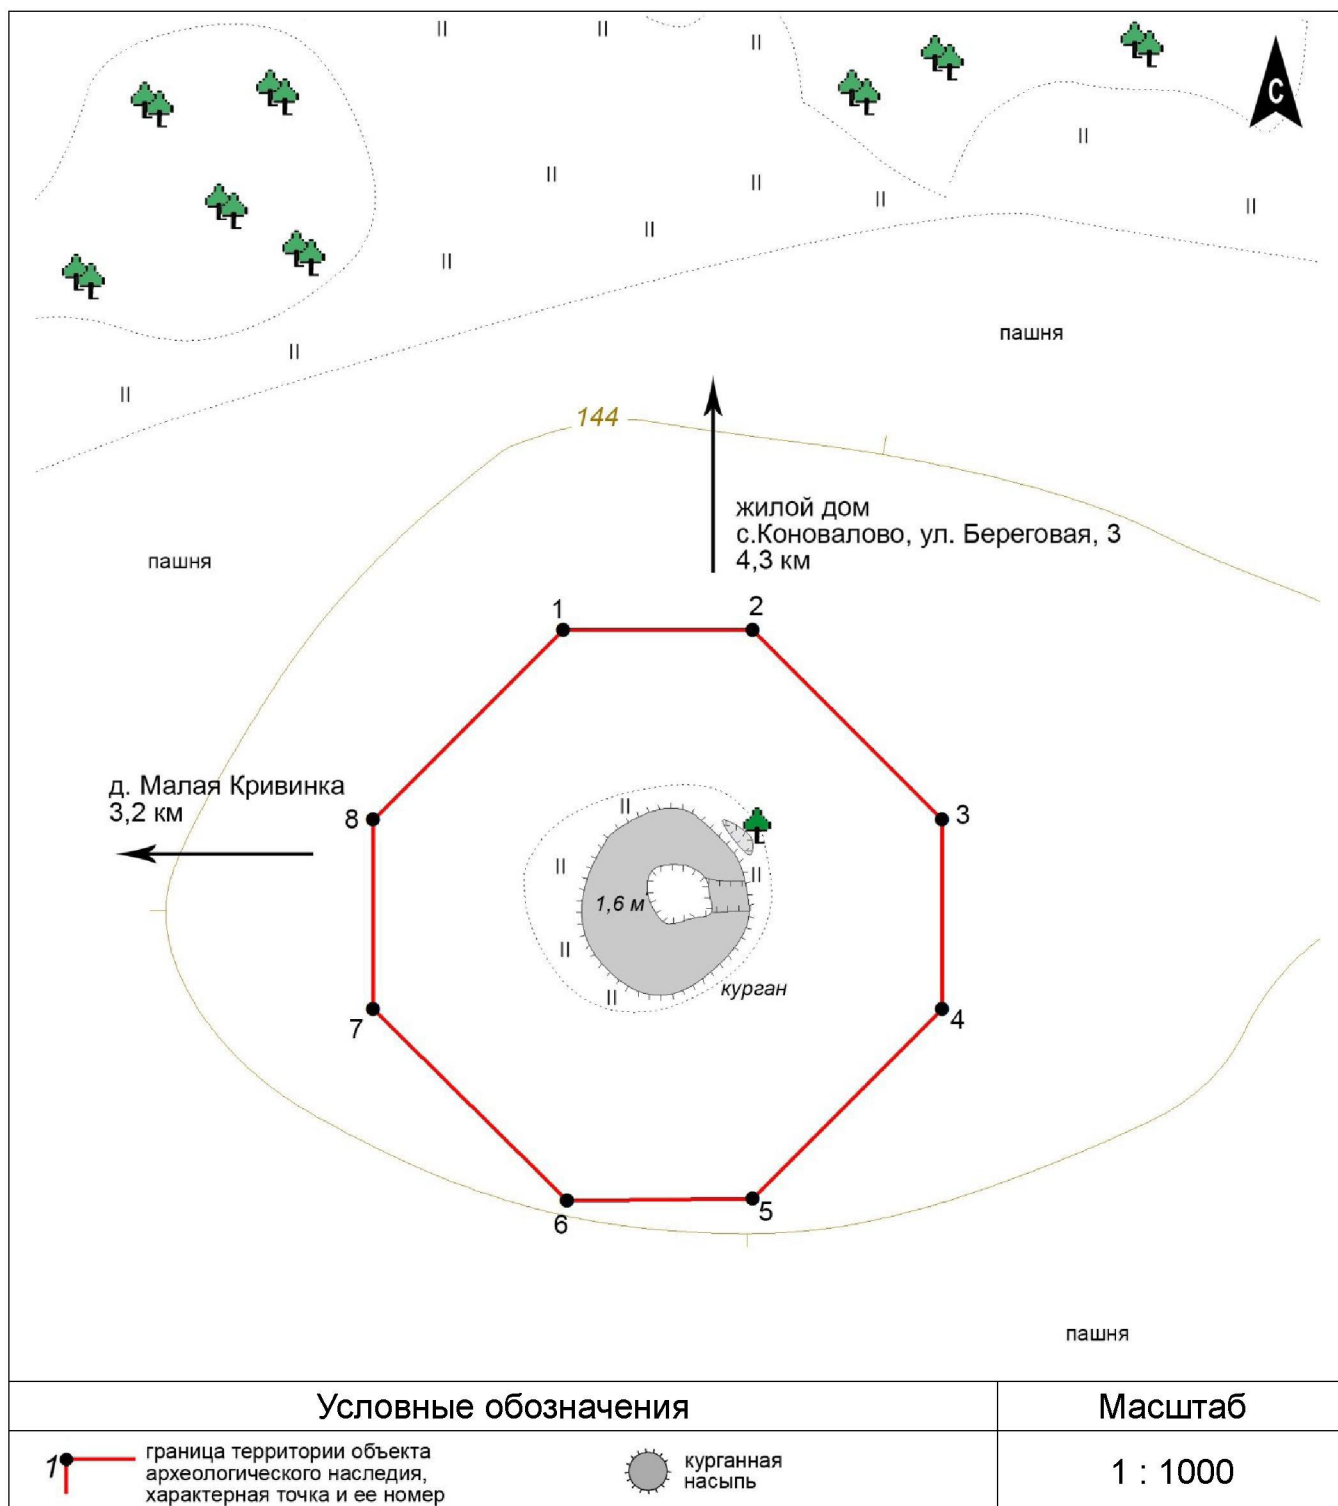 С
пашня
144
жилой дом
с.Коновалово, ул. Береговая, 3
4,3 км
пашня
1
2
д. Малая Кривинка
3,2 км
8
3
1,6 м
курган
7
4
6
5
пашня
Условные обозначения
Масштаб
1
граница территории объекта
археологического наследия,
характерная точка и ее номер
курганная
насыпь
1 : 1000